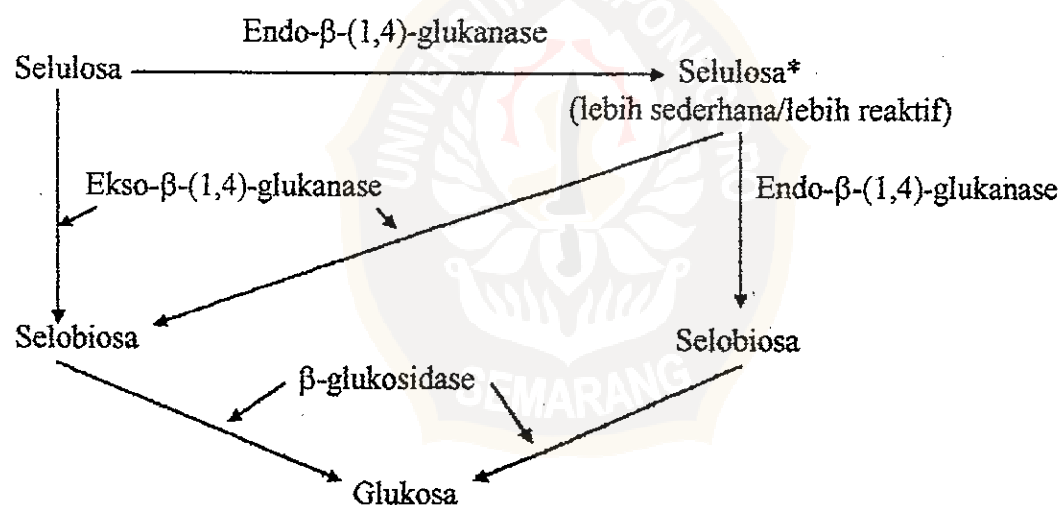 Endo-β-(1,4)-glukanase
Selulosa
Selulosa*
(lebih sederhana/lebih reaktif)
Ekso-β-(1,4)-glukanase
Endo-β-(1,4)-glukanase
Selobiosa
Selobiosa
β-glukosidase
SEMARANG
Glukosa